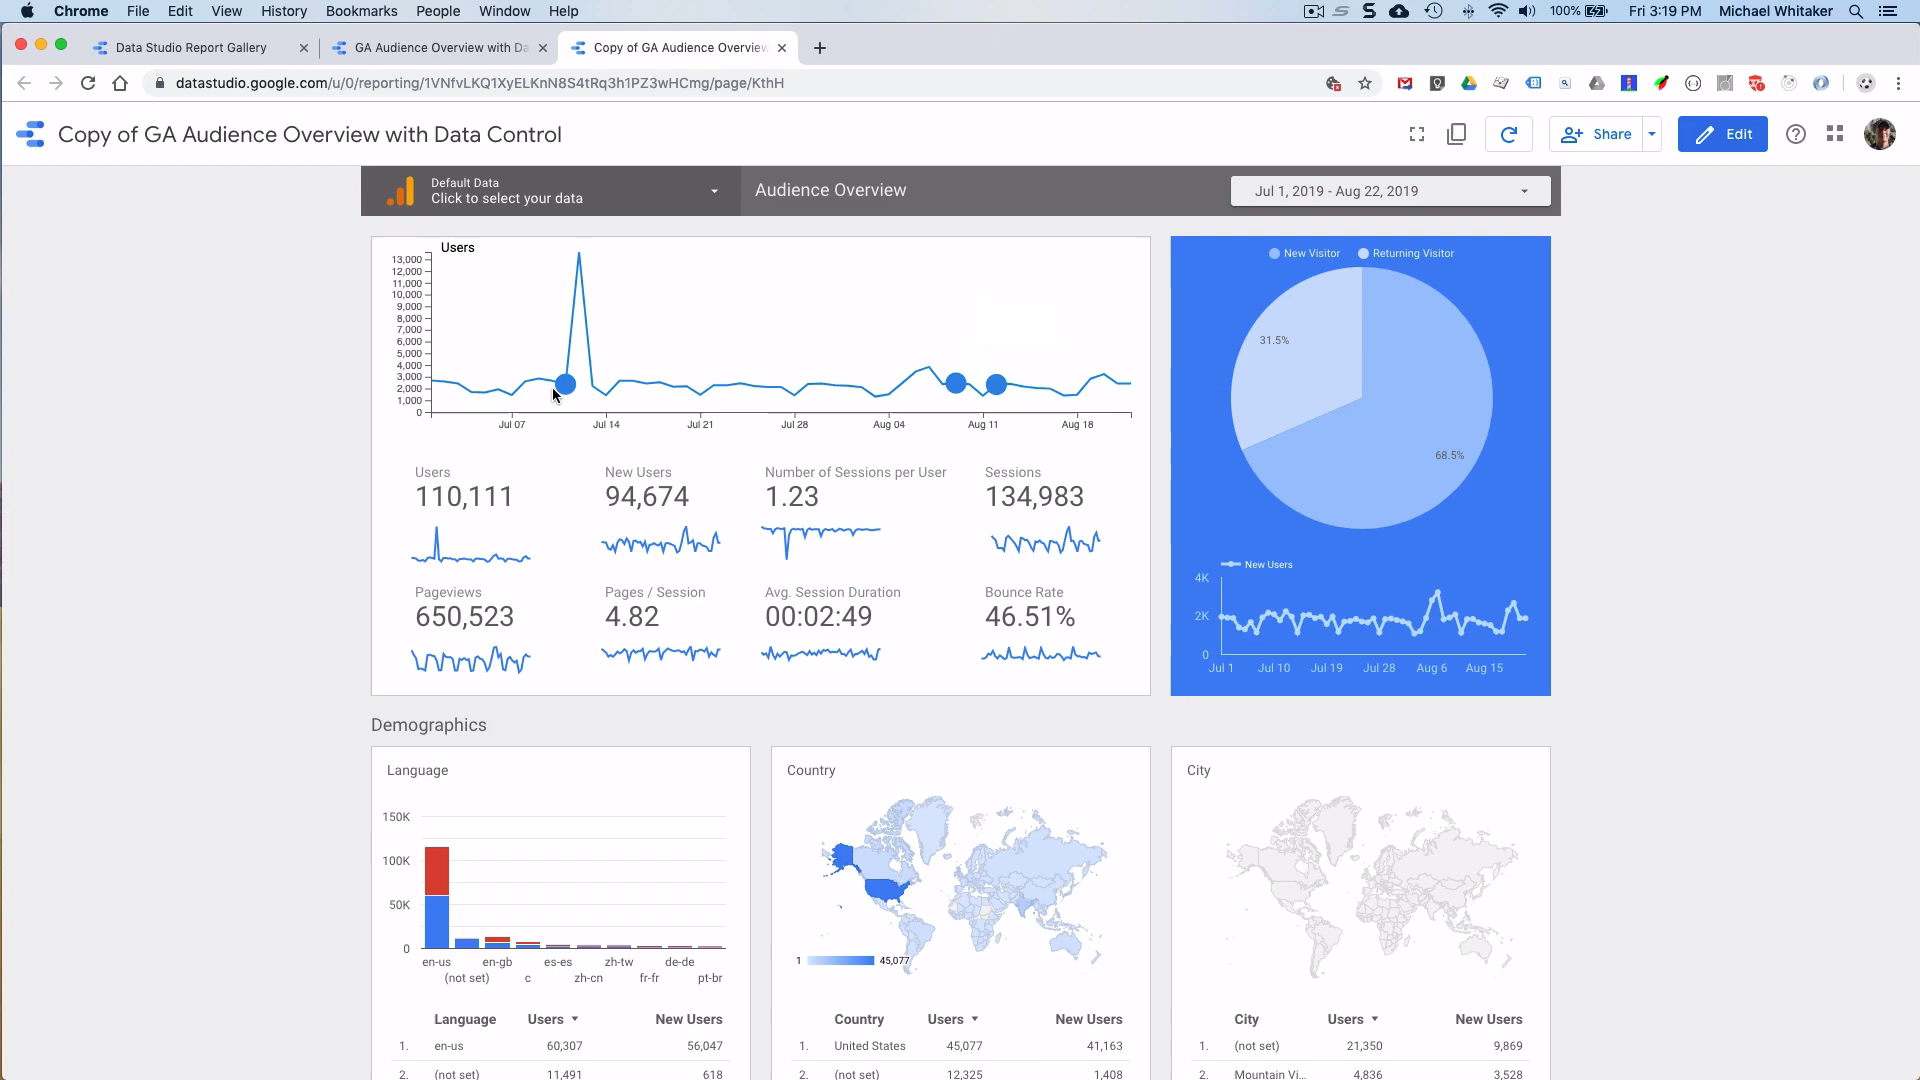 Chrome File Edit View History Bookmarks People Window Help 100% Fri 3:19 PM Michael Whitaker
Data Studio Report Gallery
GA Audience Overview with Da
Copy of GA Audience Overview
datastudio.google.com/u/0/reporting/1VNfvLKQ1XyELKnN8S4tRq3h1PZ3wHCmg/page/KthH
Copy of GA Audience Overview with Data Control
Share
Edit
Default Data
Click to select your data
Audience Overview
Jul 1, 2019 - Aug 22, 2019
Users
13,000
12,000
11,000
10,000
9,000
8,000
7,000
6,000
5,000
4,000
3,000
2,000
1,000
0
Jul 07 Jul 14 Jul 21 Jul 28 Aug 04 Aug 11 Aug 18
New Visitor Returning Visitor
31.5%
68.5%
Users New Users Number of Sessions per User Sessions
110,111 94,674 1.23 134,983
Pageviews Pages / Session Avg. Session Duration Bounce Rate
650,523 4.82 00:02:49 46.51%
New Users
4K
2K
0
Jul 1 Jul 10 Jul 19 Jul 28 Aug 6 Aug 15
Demographics
Language
150K
100K
50K
0
en-us en-gb es-es zh-tw de-de
(not set) c zh-cn fr-fr pt-br
Language Users New Users
1. en-us 60,307 56,047
2. (not set) 11,491 618
Country
1 45,077
Country Users New Users
1. United States 45,077 41,163
2. (not set) 12,325 1,408
City
City Users New Users
1. (not set) 21,350 9,869
2. Mountain Vi... 4,836 3,528